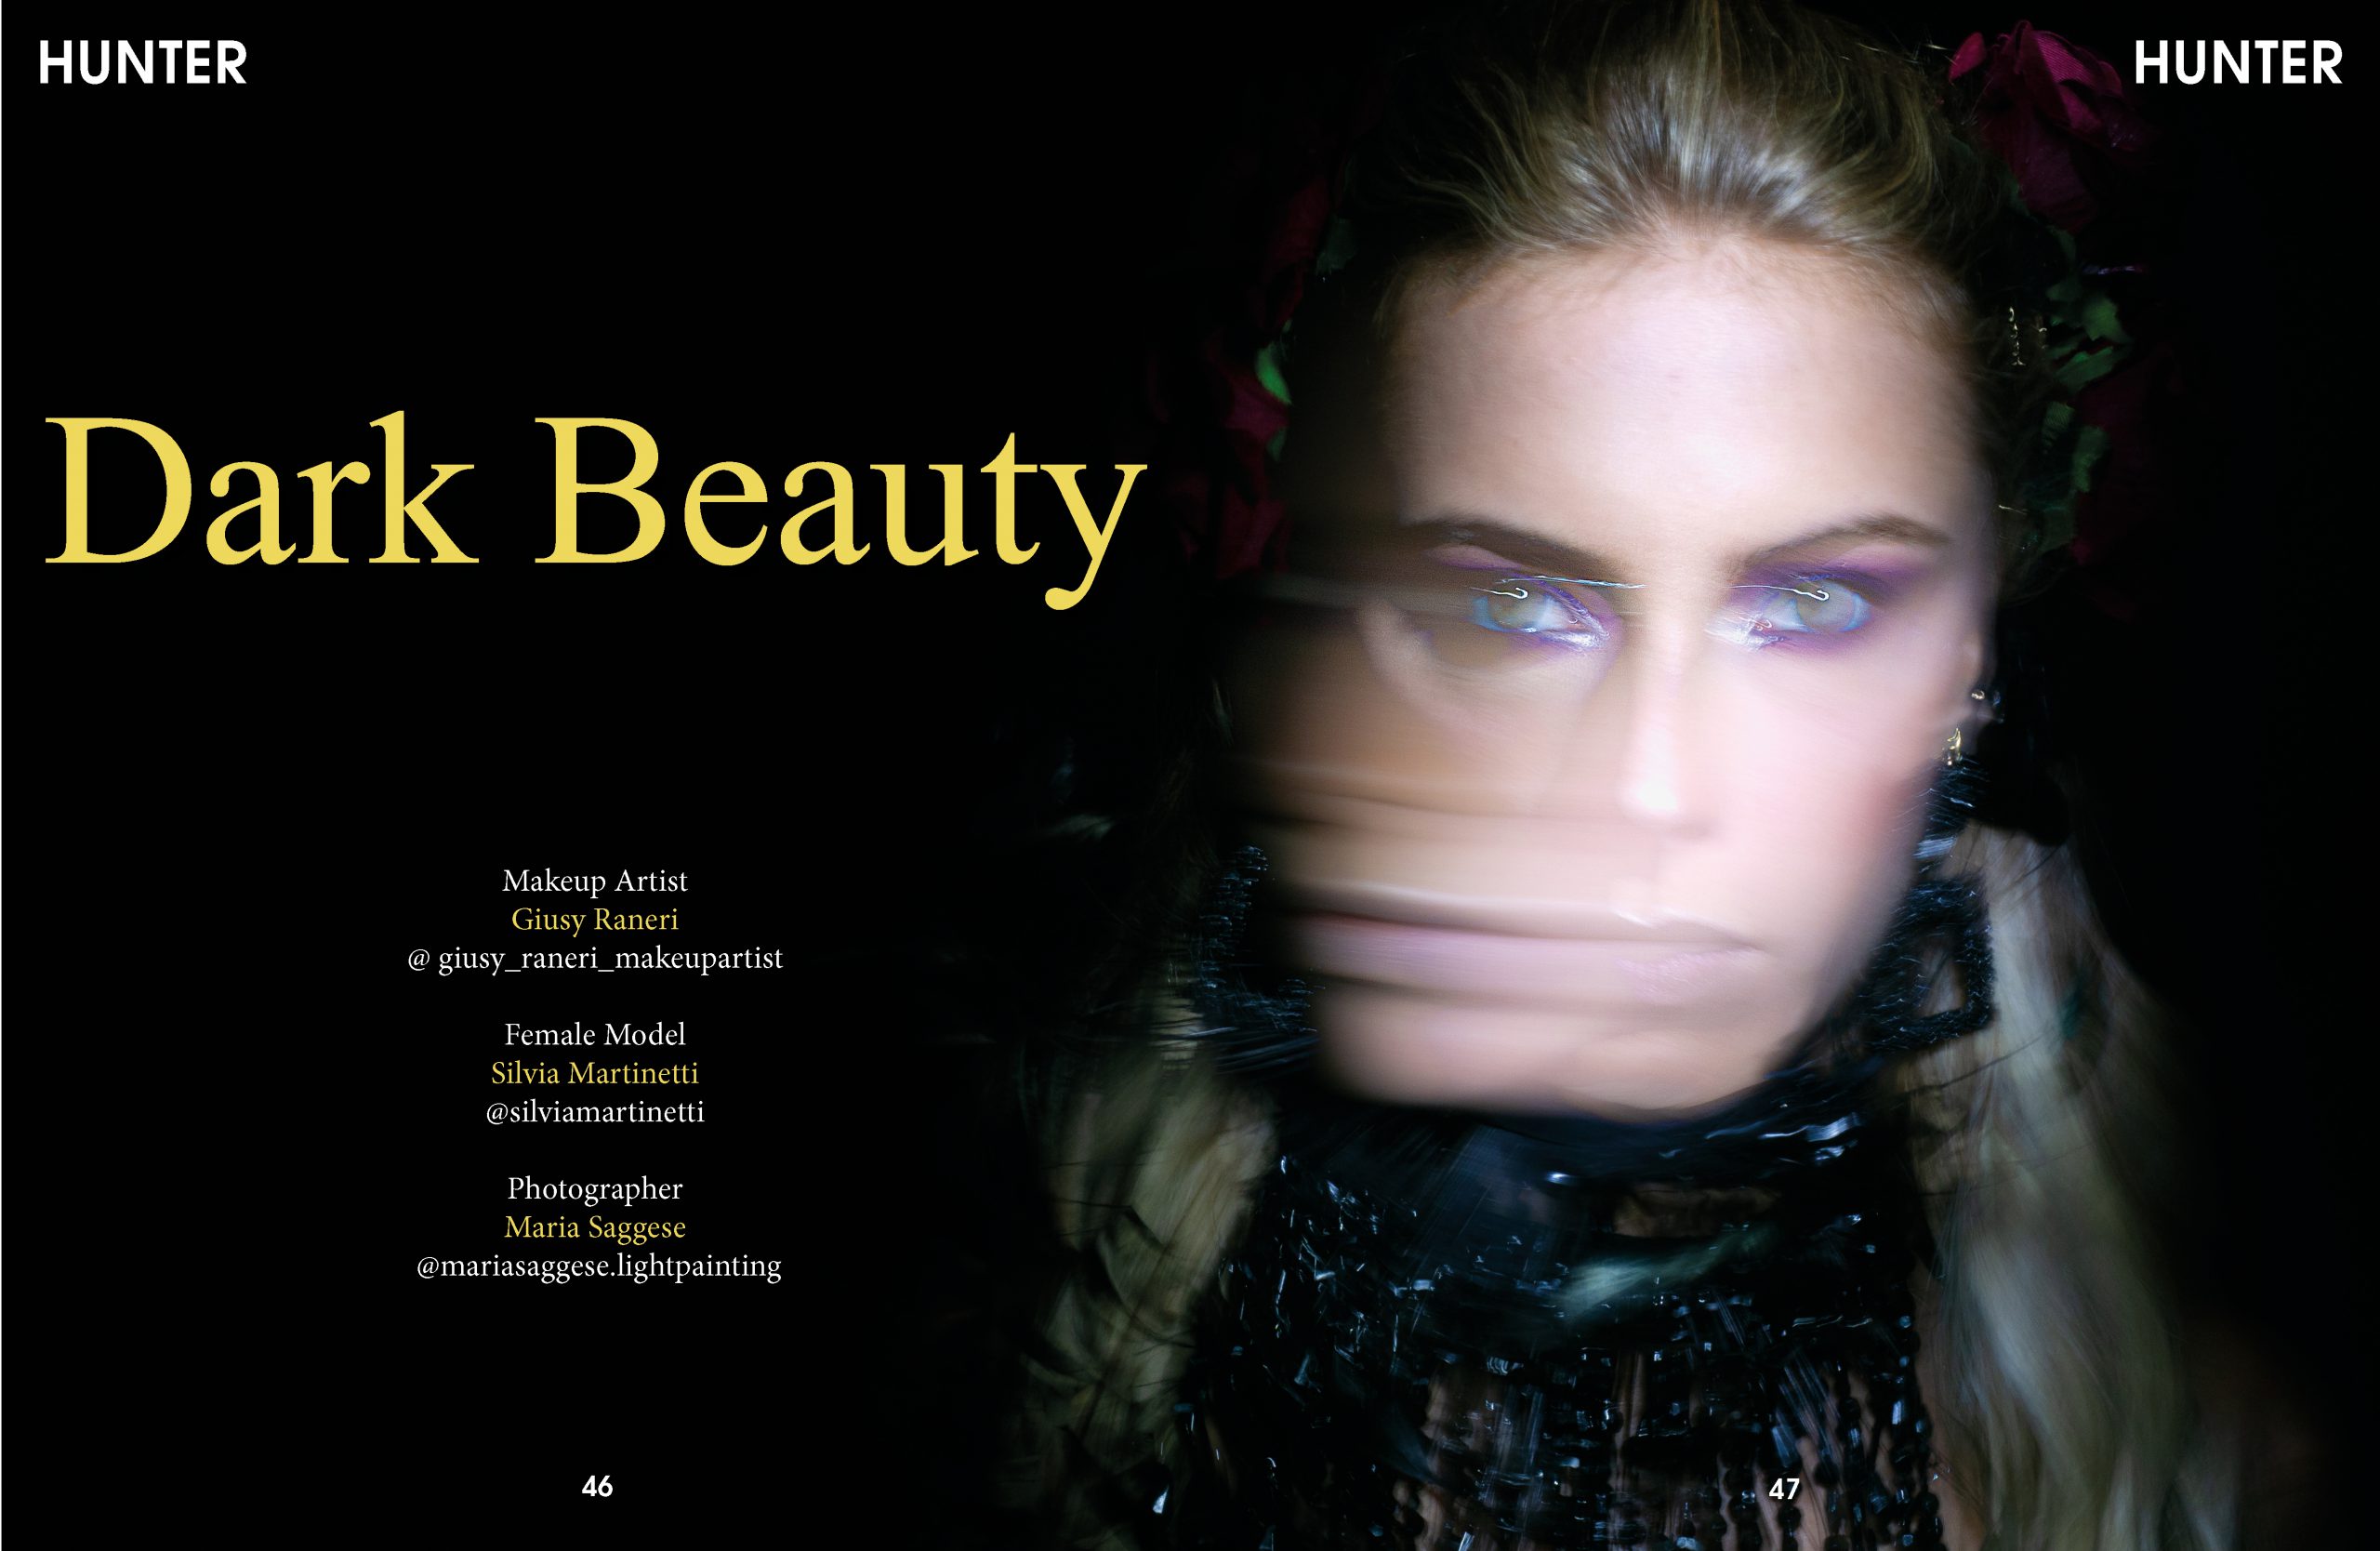 HUNTER
HUNTER
Dark Beauty
Makeup Artist
Giusy Raneri
@ giusy_raneri_makeupartist
Female Model
Silvia Martinetti
@silviamartinetti
Photographer
Maria Saggese
@mariasaggese.lightpainting
46
47